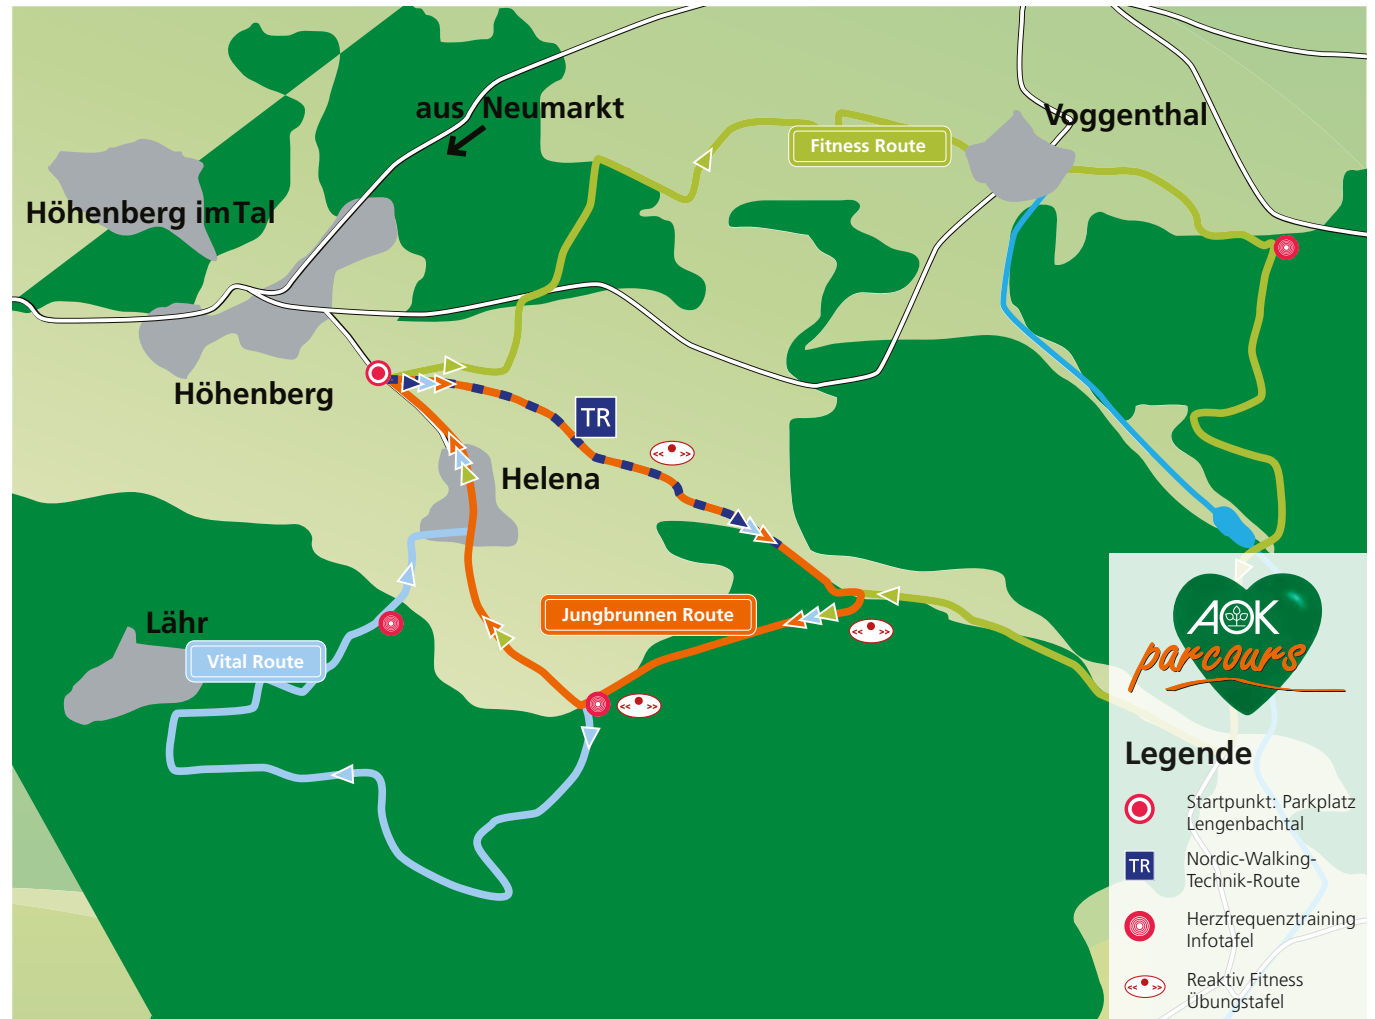 aus Neumarkt
Voggenthal
Fitness Route
Höhenberg im Tal
Höhenberg
TR
<< >>
Helena
Jungbrunnen Route
<< >>
Lähr
Vital Route
<< >>
AOK
parcours
Legende
Startpunkt: Parkplatz
Lengenbachtal
TR
Nordic-Walking-
Technik-Route
Herzfrequenztraining
Infotafel
<< >>
Reaktiv Fitness
Übungstafel